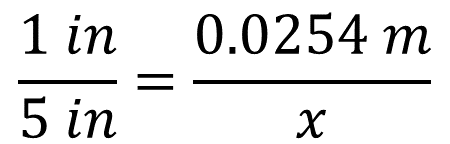 1 in / 5 in = 0.0254 m / x